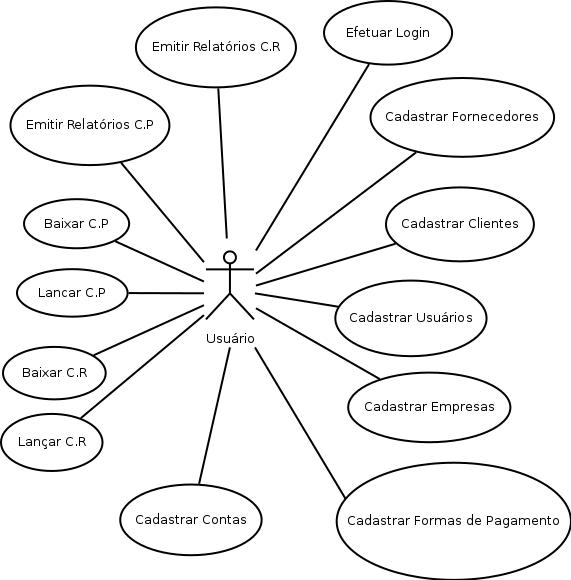 Efetuar Login
Emitir Relatórios C.R
Cadastrar Fornecedores
Emitir Relatórios C.P
Baixar C.P
Cadastrar Clientes
Lancar C.P
Cadastrar Usuários
Usuário
Baixar C.R
Cadastrar Empresas
Lançar C.R
Cadastrar Contas
Cadastrar Formas de Pagamento